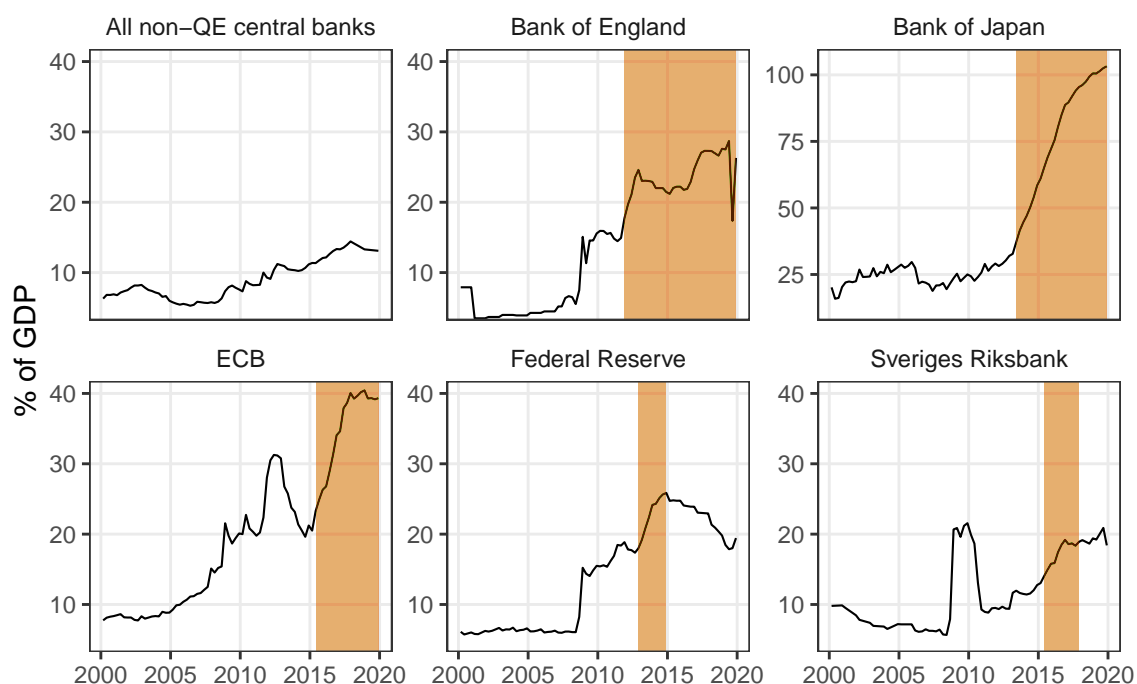 All non−QE central banks
Bank of England
Bank of Japan
40
30
20
10
40
30
20
10
100
75
50
25
% of GDP
ECB
Federal Reserve
Sveriges Riksbank
40
30
20
10
40
30
20
10
40
30
20
10
2000 2005 2010 2015 2020
2000 2005 2010 2015 2020
2000 2005 2010 2015 2020